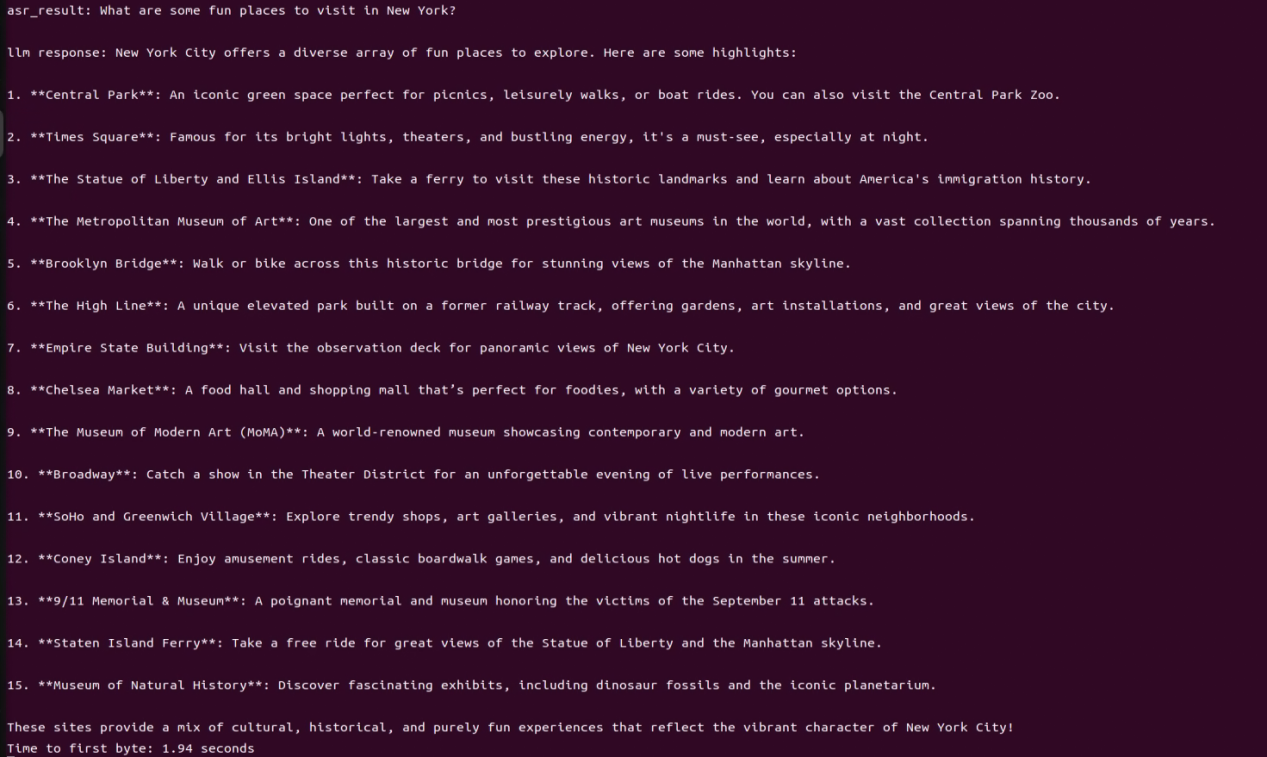 asr_result: What are some fun places to visit in New York?
llm response: New York City offers a diverse array of fun places to explore. Here are some highlights:
1. **Central Park**: An iconic green space perfect for picnics, leisurely walks, or boat rides. You can also visit the Central Park Zoo.
2. **Times Square**: Famous for its bright lights, theaters, and bustling energy, it's a must-see, especially at night.
3. **The Statue of Liberty and Ellis Island**: Take a ferry to visit these historic landmarks and learn about America's immigration history.
4. **The Metropolitan Museum of Art**: One of the largest and most prestigious art museums in the world, with a vast collection spanning thousands of years.
5. **Brooklyn Bridge**: Walk or bike across this historic bridge for stunning views of the Manhattan skyline.
6. **The High Line**: A unique elevated park built on a former railway track, offering gardens, art installations, and great views of the city.
7. **Empire State Building**: Visit the observation deck for panoramic views of New York City.
8. **Chelsea Market**: A food hall and shopping mall that’s perfect for foodies, with a variety of gourmet options.
9. **The Museum of Modern Art (MoMA)**: A world-renowned museum showcasing contemporary and modern art.
10. **Broadway**: Catch a show in the Theater District for an unforgettable evening of live performances.
11. **SoHo and Greenwich Village**: Explore trendy shops, art galleries, and vibrant nightlife in these iconic neighborhoods.
12. **Coney Island**: Enjoy amusement rides, classic boardwalk games, and delicious hot dogs in the summer.
13. **9/11 Memorial & Museum**: A poignant memorial and museum honoring the victims of the September 11 attacks.
14. **Staten Island Ferry**: Take a free ride for great views of the Statue of Liberty and the Manhattan skyline.
15. **Museum of Natural History**: Discover fascinating exhibits, including dinosaur fossils and the iconic planetarium.
These sites provide a mix of cultural, historical, and purely fun experiences that reflect the vibrant character of New York City!
Time to first byte: 1.94 seconds